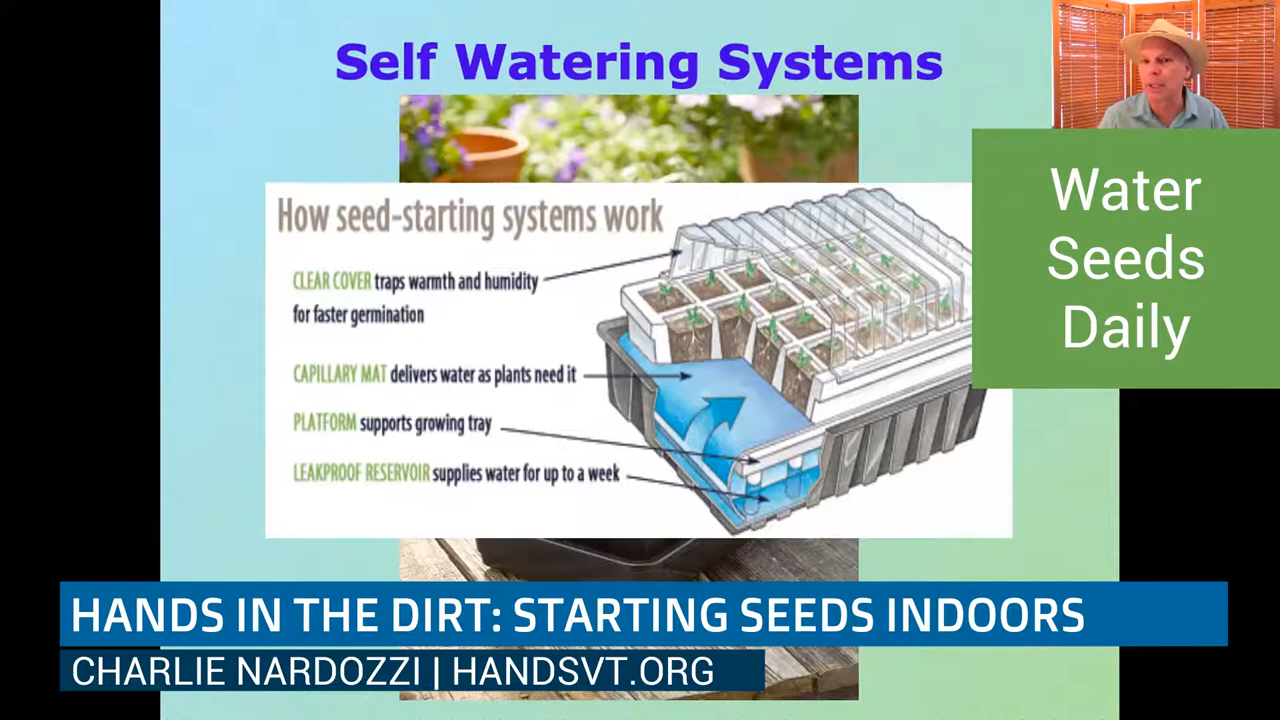 Self Watering Systems
Water
Seeds
Daily
How seed-starting systems work
CLEAR COVER traps warmth and humidity
for faster germination
CAPILLARY MAT delivers water as plants need it
PLATFORM supports growing tray
LEAKPROOF RESERVOIR supplies water for up to a week
HANDS IN THE DIRT: STARTING SEEDS INDOORS
CHARLIE NARDOZZI | HANDSVT.ORG